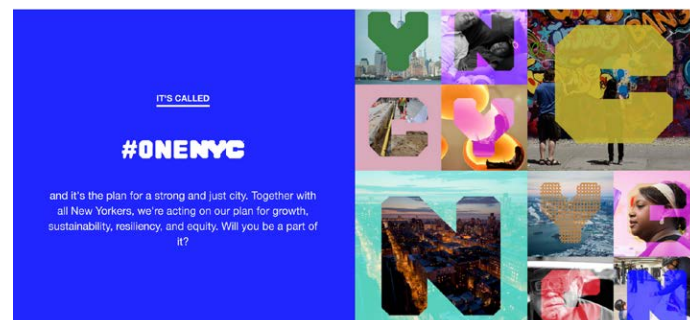 IT'S CALLED
#ONENYC
and it's the plan for a strong and just city. Together with
all New Yorkers, we're acting on our plan for growth,
sustainability, resiliency, and equity. Will you be a part of
it?
Y N C
C Y
N Y